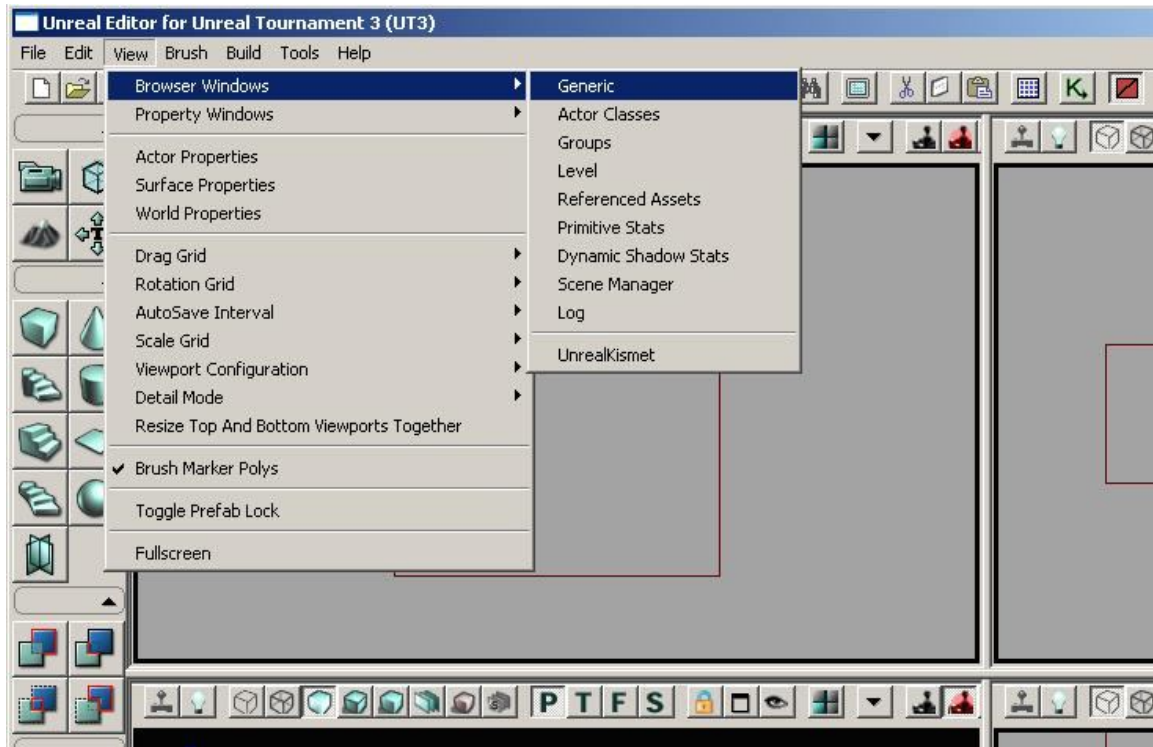 Unreal Editor for Unreal Tournament 3 (UT3)
File Edit View Brush Build Tools Help
Browser Windows
Property Windows
Actor Properties
Surface Properties
World Properties
Drag Grid
Rotation Grid
AutoSave Interval
Scale Grid
Viewport Configuration
Detail Mode
Resize Top And Bottom Viewports Together
Brush Marker Polys
Toggle Prefab Lock
Fullscreen
Generic
Actor Classes
Groups
Level
Referenced Assets
Primitive Stats
Dynamic Shadow Stats
Scene Manager
Log
UnrealKismet
K
T
P T F S